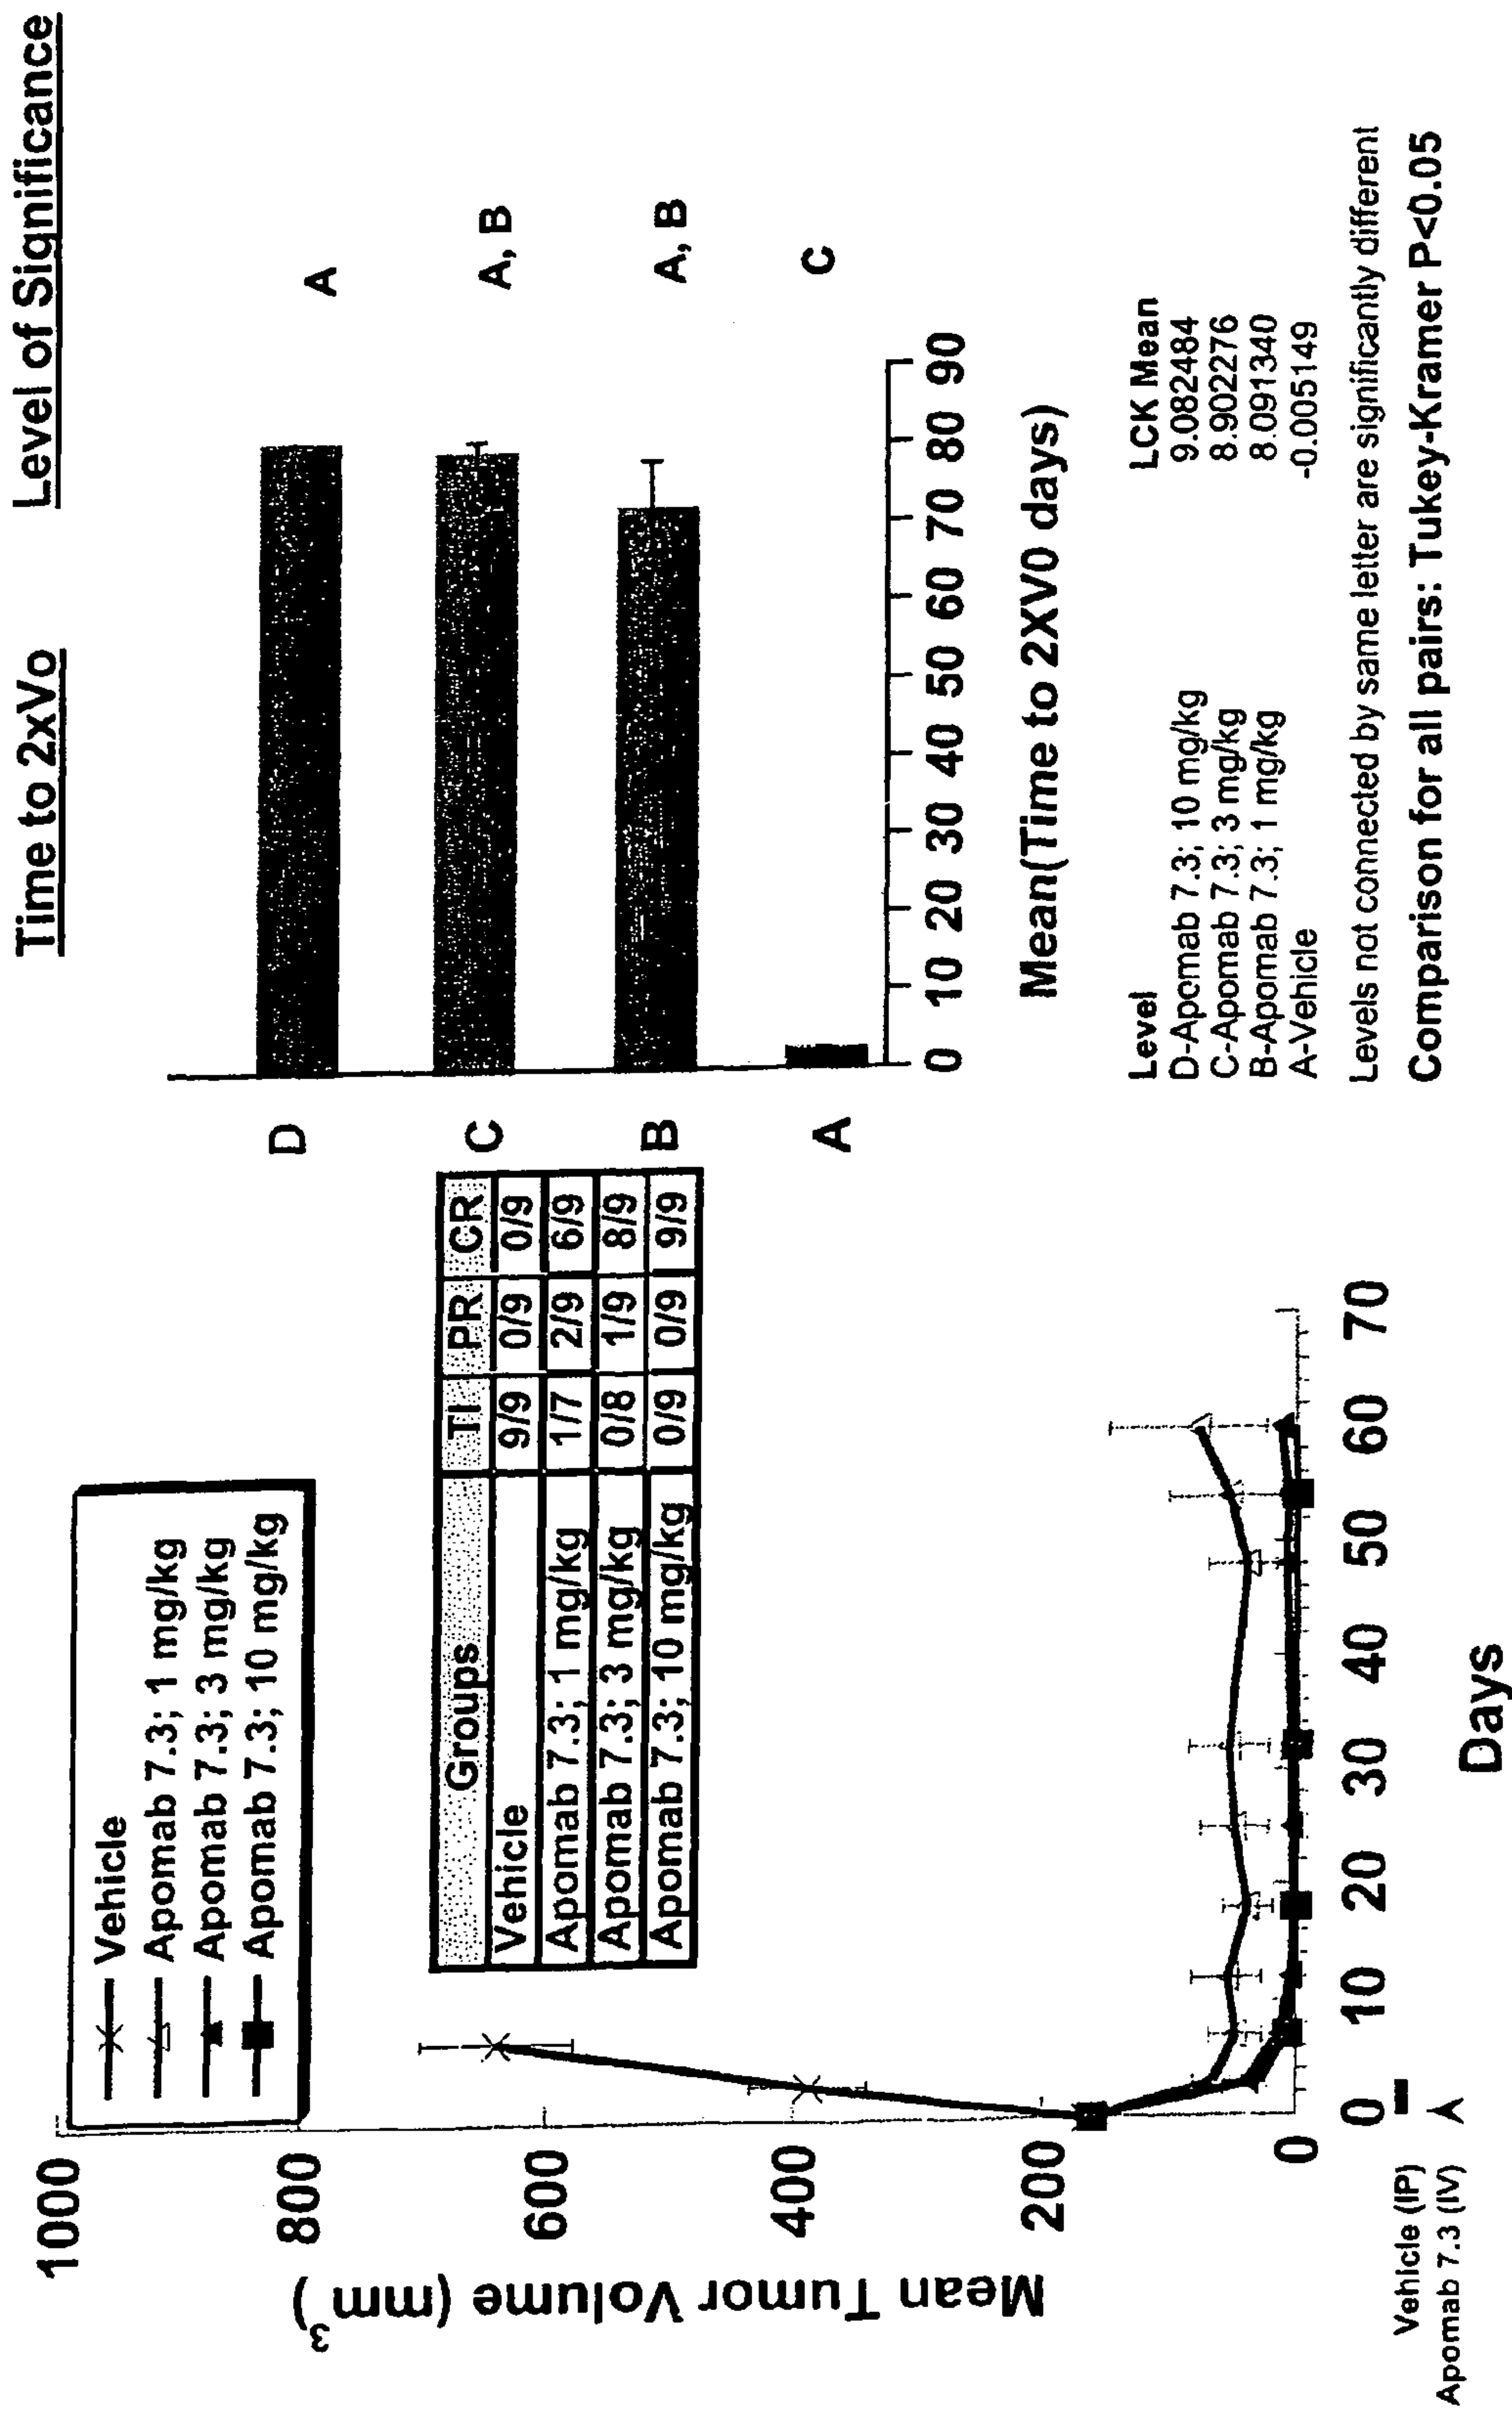 Vehicle
Apomab 7.3; 1 mg/kg
Apomab 7.3; 3 mg/kg
Apomab 7.3; 10 mg/kg
Groups TI PR CR
Vehicle 9/9 0/9 0/9
Apomab 7.3; 1 mg/kg 1/7 2/9 6/9
Apomab 7.3; 3 mg/kg 0/8 1/9 8/9
Apomab 7.3; 10 mg/kg 0/9 0/9 9/9
Mean Tumor Volume (mm3)
1000
800
600
400
200
0
0 10 20 30 40 50 60 70
Days
Vehicle (IP)
Apomab 7.3 (IV)
Time to 2xVo
Level of Significance
D A
C A, B
B A, B
A C
0 10 20 30 40 50 60 70 80 90
Mean(Time to 2XV0 days)
Level LCK Mean
D-Apomab 7.3; 10 mg/kg 9.082484
C-Apomab 7.3; 3 mg/kg 8.902276
B-Apomab 7.3; 1 mg/kg 8.091340
A-Vehicle -0.005149
Levels not connected by same letter are significantly different
Comparison for all pairs: Tukey-Kramer P<0.05